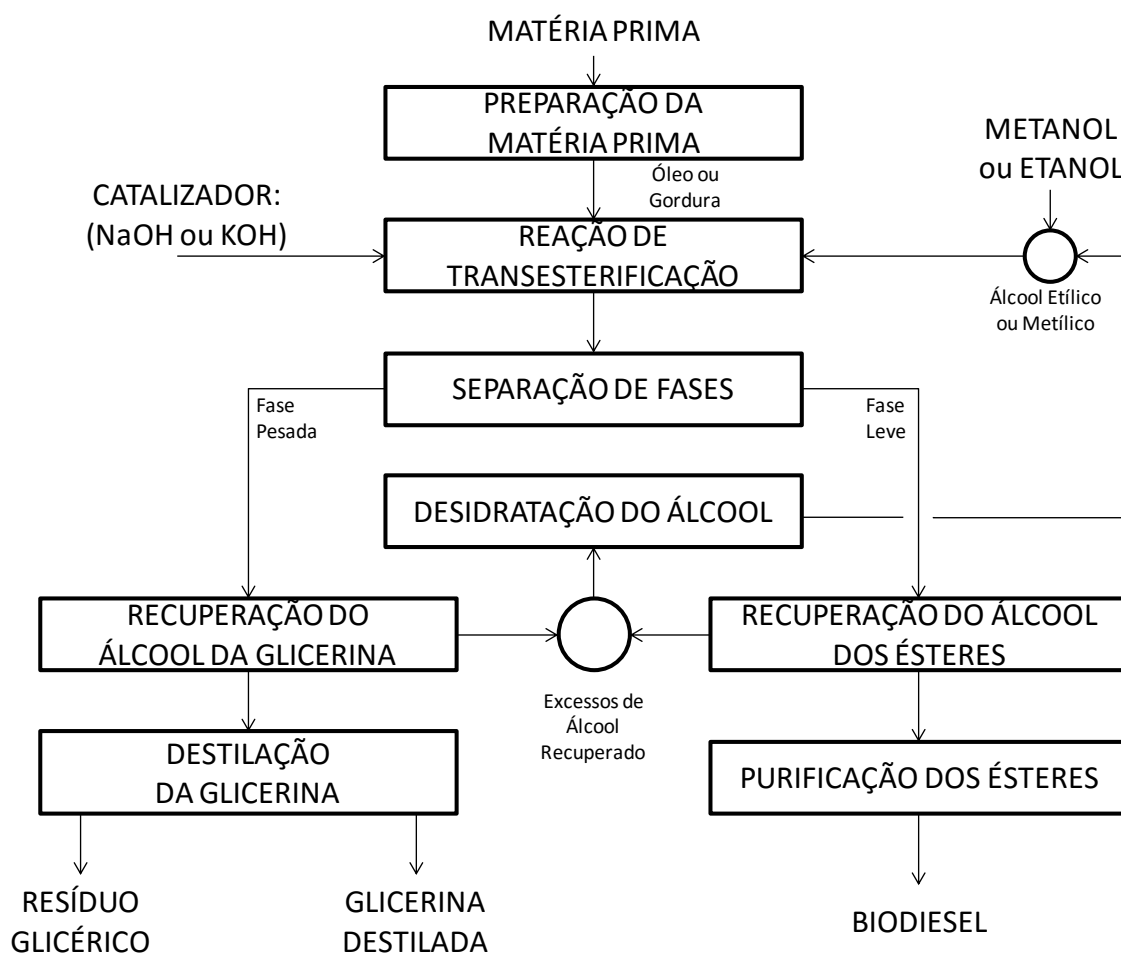 MATÉRIA PRIMA
PREPARAÇÃO DA
MATÉRIA PRIMA
METANOL
ou ETANOL
Óleo ou
Gordura
CATALIZADOR:
(NaOH ou KOH)
REAÇÃO DE
TRANSESTERIFICAÇÃO
Álcool Etílico
ou Metílico
SEPARAÇÃO DE FASES
Fase
Pesada
Fase
Leve
DESIDRATAÇÃO DO ÁLCOOL
RECUPERAÇÃO DO
ÁLCOOL DA GLICERINA
RECUPERAÇÃO DO ÁLCOOL
DOS ÉSTERES
Excessos de
Álcool
Recuperado
DESTILAÇÃO
DA GLICERINA
PURIFICAÇÃO DOS ÉSTERES
RESÍDUO
GLICÉRICO
GLICERINA
DESTILADA
BIODIESEL